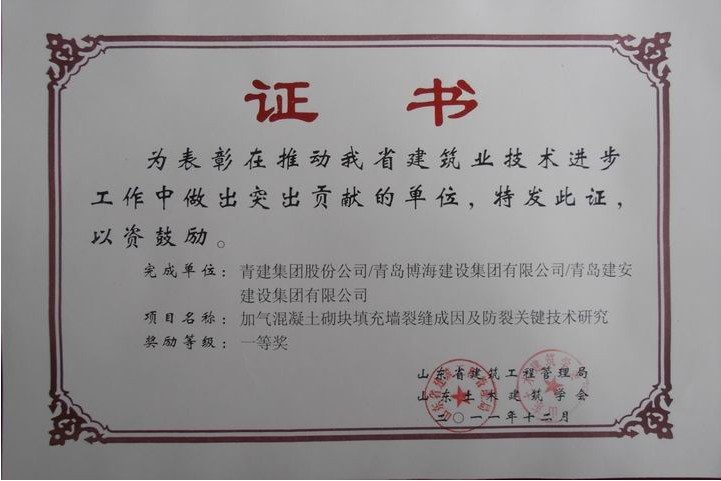 证 书
为表彰在推动我省建筑业技术进步
工作中做出突出贡献的单位，特发此证，
以资鼓励。
完成单位：青建集团股份公司/青岛博海建设集团有限公司/青岛建安
建设集团有限公司
项目名称：加气混凝土砌块填充墙裂缝成因及防裂关键技术研究
奖励等级：一等奖
山东省建筑工程管理局
山东土木建筑学会
二〇一一年十二月